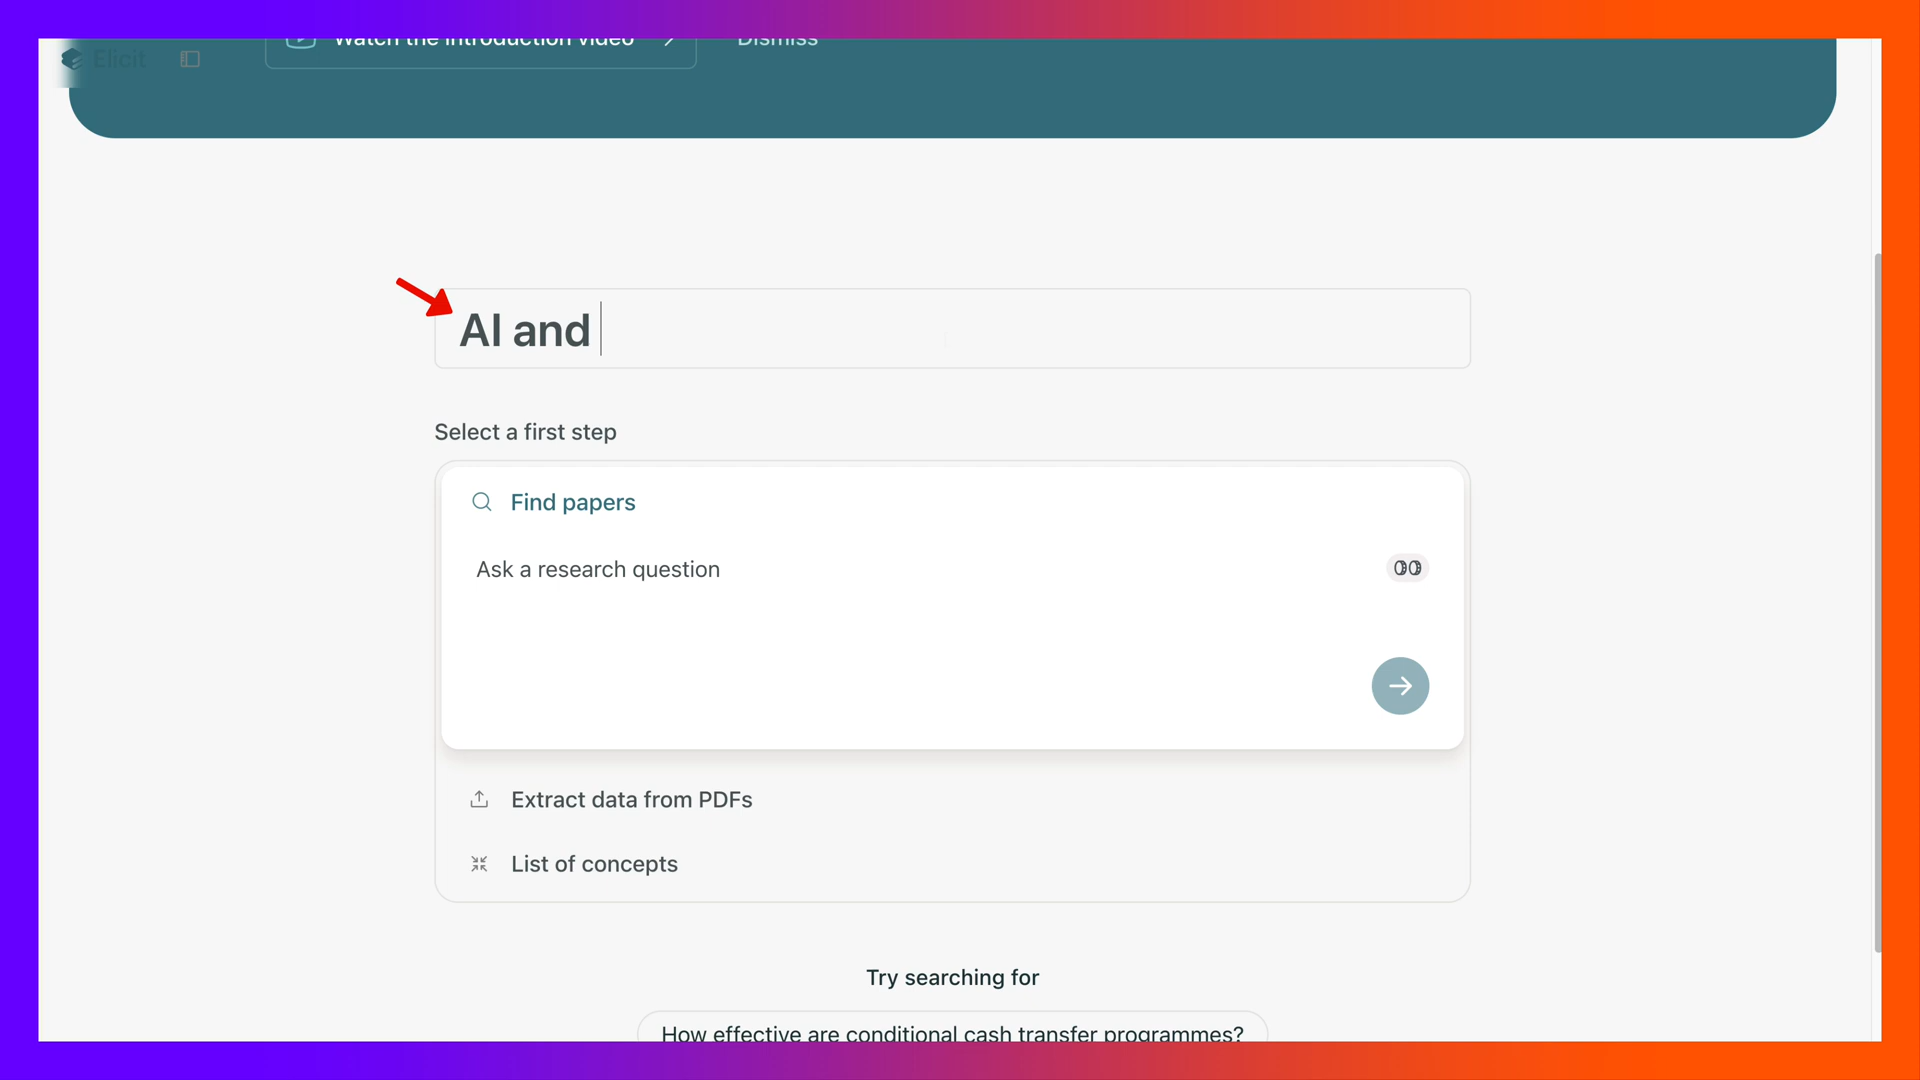 Watch the introduction video
Dismiss
Elicit
AI and
Select a first step
Find papers
Ask a research question
Extract data from PDFs
List of concepts
Try searching for
How effective are conditional cash transfer programmes?